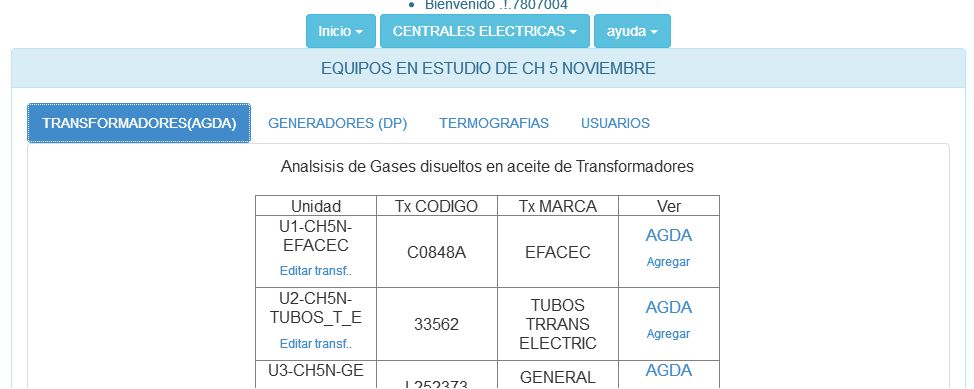 Bienvenido .!.7807004
Inicio
CENTRALES ELECTRICAS
ayuda
EQUIPOS EN ESTUDIO DE CH 5 NOVIEMBRE
TRANSFORMADORES(AGDA)
GENERADORES (DP)
TERMOGRAFIAS
USUARIOS
Analsisis de Gases disueltos en aceite de Transformadores
Unidad
Tx CODIGO
Tx MARCA
Ver
U1-CH5N-
EFACEC
Editar transf..
C0848A
EFACEC
AGDA
Agregar
U2-CH5N-
TUBOS_T_E
Editar transf..
33562
TUBOS
TRRANS
ELECTRIC
AGDA
Agregar
U3-CH5N-GE
L252373
GENERAL
AGDA